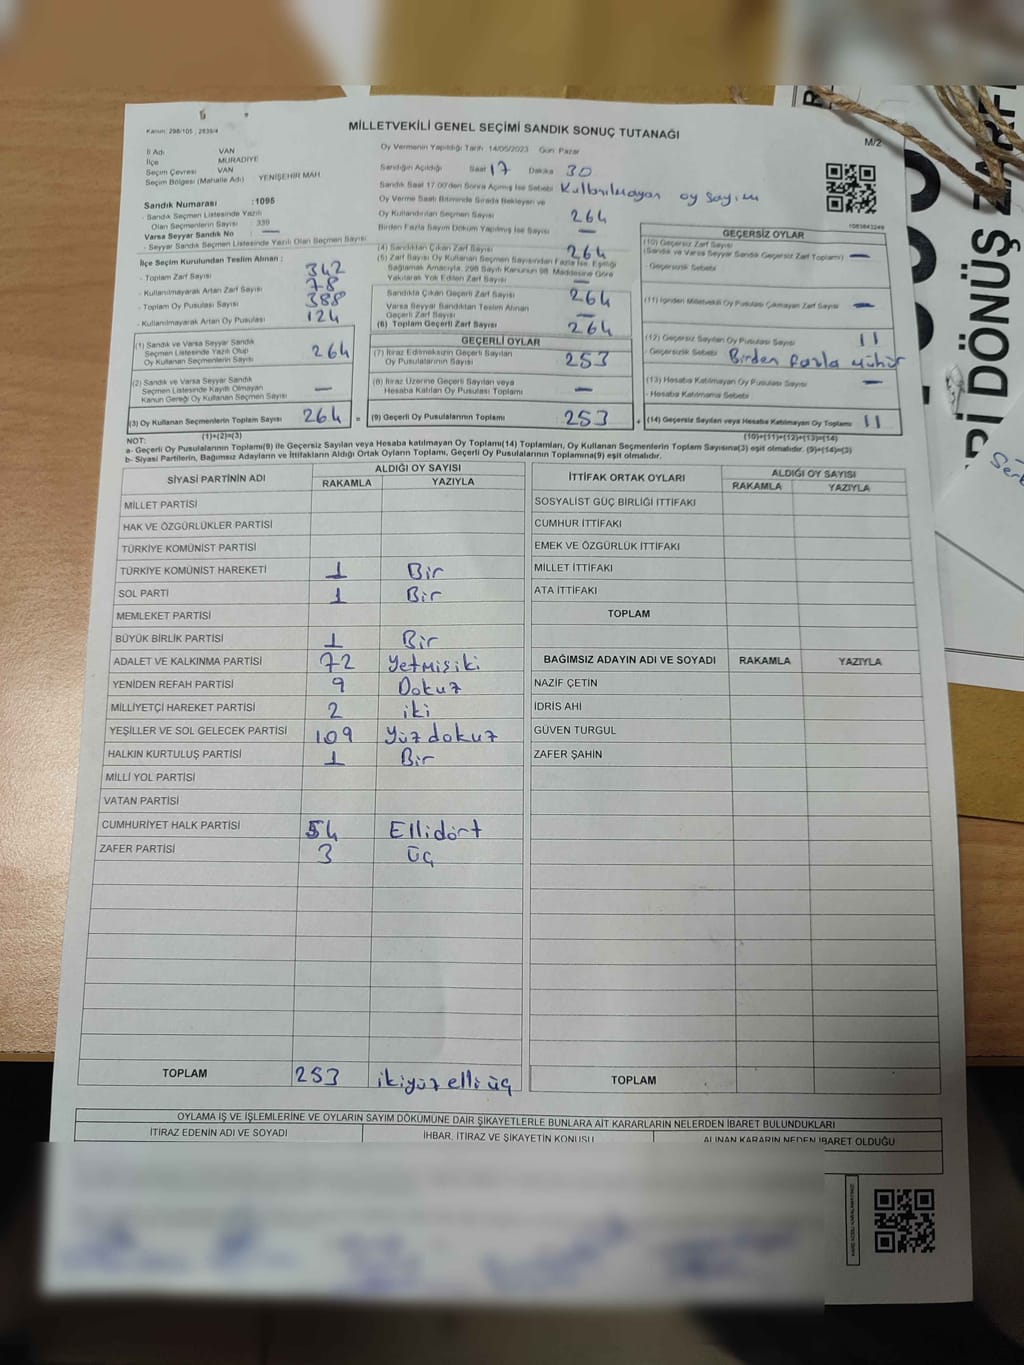 MİLLETVEKİLİ GENEL SEÇİMİ SANDIK SONUÇ TUTANAĞI
Kanun: 298/105 , 2839/4
M/2
İl Adı VAN
İlçe MURADİYE
Seçim Çevresi VAN
Seçim Bölgesi (Mahalle Adı) YENİŞEHİR MAH.
Oy Vermenin Yapıldığı Tarih :14/05/2023 Gün: Pazar
Sandığın Açıldığı Saat 17 Dakika 30
Sandık Saat 17.00'den Sonra Açılmış İse Sebebi Kullanılmayan oy sayım
Sandık Numarası :1095
- Sandık Seçmen Listesinde Yazılı
Olan Seçmenlerin Sayısı 339
Varsa Seyyar Sandık No —
- Seyyar Sandık Listesinde Yazılı Olan Seçmen Sayısı
Oy Verme Saati Bitiminde Sırada Bekleyen ve
Oy Kullandırılan Seçmen Sayısı 264
Birden Fazla Sayım Döküm Yapılmış İse Sayısı —
1083643249
İlçe Seçim Kurulundan Teslim Alınan :
- Toplam Zarf Sayısı 342
- Kullanılmayarak Artan Zarf Sayısı 78
- Toplam Oy Pusulası Sayısı 388
- Kullanılmayarak Artan Oy Pusulası 124
(1) Sandık ve Varsa Seyyar Sandık
Seçmen Listesinde Yazılı Olup
Oy Kullanan Seçmenlerin Sayısı 264
(2) Sandık ve Varsa Seyyar Sandık
Seçmen Listesinde Kayıtlı Olmayan
Kanun Gereği Oy Kullanan Seçmen Sayısı —
(3) Oy Kullanan Seçmenlerin Toplam Sayısı 264
(1)+(2)=(3)
(4) Sandıktan Çıkan Zarf Sayısı 264
(5) Zarf Sayısı Oy Kullanan Seçmen Sayısından Fazla İse, Eşitliği
Sağlamak Amacıyla, 298 Sayılı Kanunun 98. Maddesine Göre
Yakılarak Yok Edilen Zarf Sayısı —
Sandıkta Çıkan Geçerli Zarf Sayısı 264
Varsa Seyyar Sandıktan Teslim Alınan
Geçerli Zarf Sayısı —
(6) Toplam Geçerli Zarf Sayısı 264
GEÇERLİ OYLAR
(7) İtiraz Edilmeksizin Geçerli Sayılan
Oy Pusulalarının Sayısı 253
(8) İtiraz Üzerine Geçerli Sayılan veya
Hesaba Katılan Oy Pusulaları Toplamı —
= (9) Geçerli Oy Pusulalarının Toplamı 253
GEÇERSİZ OYLAR
(10) Geçersiz Zarf Sayısı
(Sandık ve Varsa Seyyar Sandık Geçersiz Zarf Toplamı) —
- Geçersizlik Sebebi
(11) İçinden Milletvekili Oy Pusulası Çıkmayan Zarf Sayısı —
(12) Geçersiz Sayılan Oy Pusulası Sayısı 11
- Geçersizlik Sebebi Birden fazla mühür
(13) Hesaba Katılmayan Oy Pusulası Sayısı —
- Hesaba Katılmama Sebebi
+ (14) Geçersiz Sayılan veya Hesaba Katılmayan Oy Toplamı 11
(10)+(11)+(12)+(13)=(14)
NOT:
a- Geçerli Oy Pusulalarının Toplamı(9) ile Geçersiz Sayılan veya Hesaba katılmayan Oy Toplamı(14) Toplamları, Oy Kullanan Seçmenlerin Toplam Sayısına(3) eşit olmalıdır. (9)+(14)=(3)
b- Siyasi Partilerin, Bağımsız Adayların ve İttifakların Aldığı Ortak Oyların Toplamı, Geçerli Oy Pusulalarının Toplamına(9) eşit olmalıdır.
SİYASİ PARTİNİN ADI ALDIĞI OY SAYISI
RAKAMLA YAZIYLA
MİLLET PARTİSİ
HAK VE ÖZGÜRLÜKLER PARTİSİ
TÜRKİYE KOMÜNİST PARTİSİ
TÜRKİYE KOMÜNİST HAREKETİ 1 Bir
SOL PARTİ 1 Bir
MEMLEKET PARTİSİ
BÜYÜK BİRLİK PARTİSİ 1 Bir
ADALET VE KALKINMA PARTİSİ 72 Yetmişiki
YENİDEN REFAH PARTİSİ 9 Dokuz
MİLLİYETÇİ HAREKET PARTİSİ 2 iki
YEŞİLLER VE SOL GELECEK PARTİSİ 109 Yüz dokuz
HALKIN KURTULUŞ PARTİSİ 1 Bir
MİLLİ YOL PARTİSİ
VATAN PARTİSİ
CUMHURİYET HALK PARTİSİ 54 Ellidört
ZAFER PARTİSİ 3 Üç
TOPLAM 253 ikiyüz elli üç
İTTİFAK ORTAK OYLARI ALDIĞI OY SAYISI
RAKAMLA YAZIYLA
SOSYALİST GÜÇ BİRLİĞİ İTTİFAKI
CUMHUR İTTİFAKI
EMEK VE ÖZGÜRLÜK İTTİFAKI
MİLLET İTTİFAKI
ATA İTTİFAKI
TOPLAM
BAĞIMSIZ ADAYIN ADI VE SOYADI RAKAMLA YAZIYLA
NAZİF ÇETİN
İDRİS AHİ
GÜVEN TURGUL
ZAFER ŞAHİN
TOPLAM
OYLAMA İŞ VE İŞLEMLERİNE VE OYLARIN SAYIM DÖKÜMÜNE DAİR ŞİKAYETLERLE BUNLARA AİT KARARLARIN NELERDEN İBARET BULUNDUKLARI
İTİRAZ EDENİN ADI VE SOYADI İHBAR, İTİRAZ VE ŞİKAYETİN KONUSU ALINAN KARARIN NEDEN İBARET OLDUĞU
Rİ DÖNÜŞ ZARFI